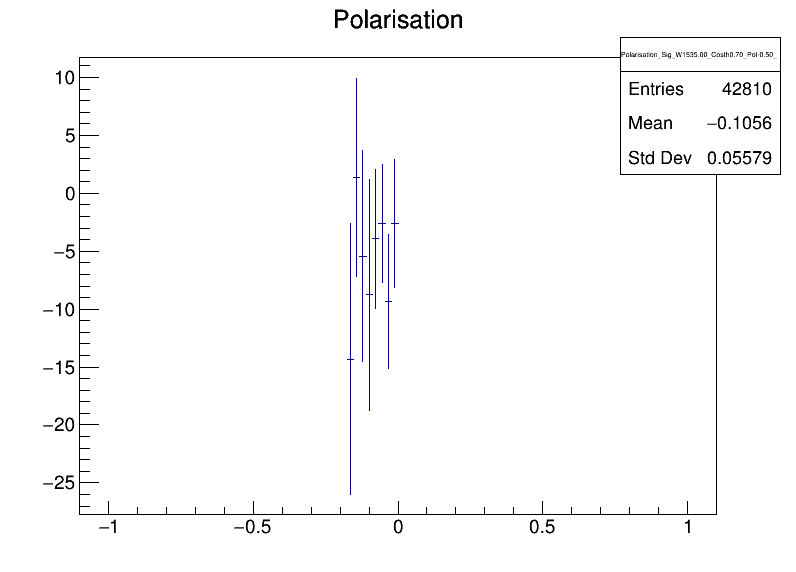 Polarisation
Polarisation_Sig_W1535.00_Costh0.70_Pol-0.50_
Entries 42810
Mean −0.1056
Std Dev 0.05579
10
5
0
−5
−10
−15
−20
−25
−1 −0.5 0 0.5 1